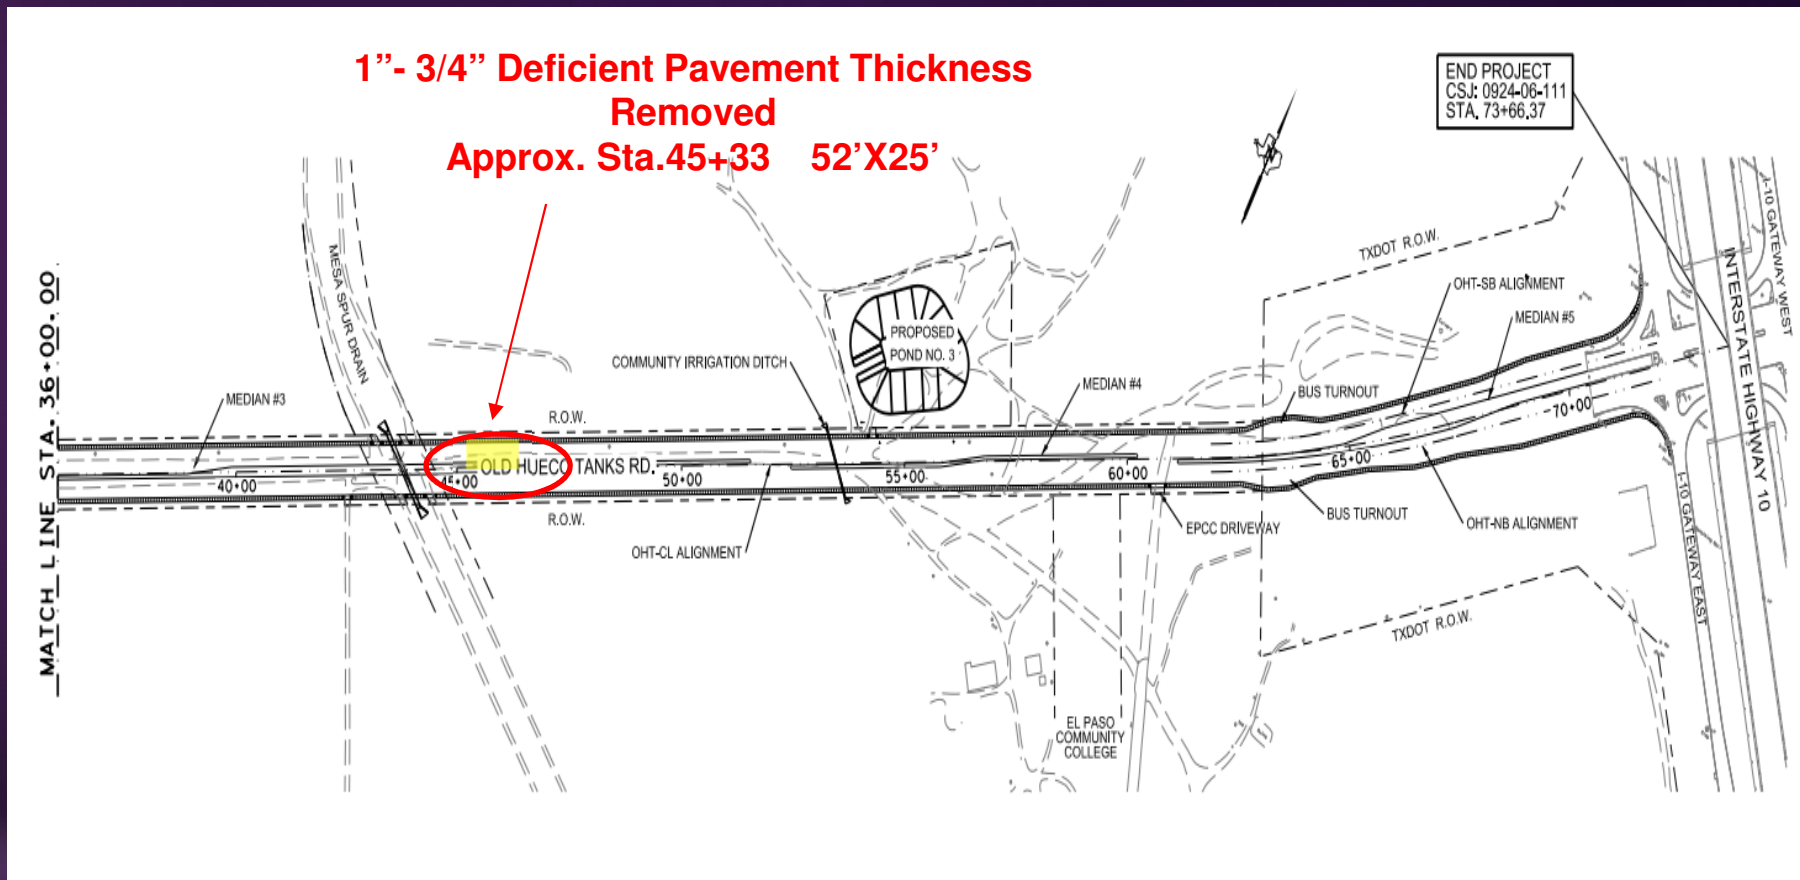 1”- 3/4” Deficient Pavement Thickness
Removed
Approx. Sta.45+33 52’X25’
END PROJECT
CSJ: 0924-06-111
STA. 73+66.37
I-10 GATEWAY WEST
INTERSTATE HIGHWAY 10
I-10 GATEWAY EAST
TXDOT R.O.W.
OHT-SB ALIGNMENT
MEDIAN #5
MESA SPUR DRAIN
PROPOSED
POND NO. 3
COMMUNITY IRRIGATION DITCH
MEDIAN #4
BUS TURNOUT
MEDIAN #3
R.O.W.
MATCH LINE STA. 36+00.00
OLD HUECO TANKS RD.
40+00
45+00
50+00
55+00
60+00
65+00
70+00
R.O.W.
OHT-CL ALIGNMENT
EPCC DRIVEWAY
BUS TURNOUT
OHT-NB ALIGNMENT
TXDOT R.O.W.
EL PASO
COMMUNITY
COLLEGE